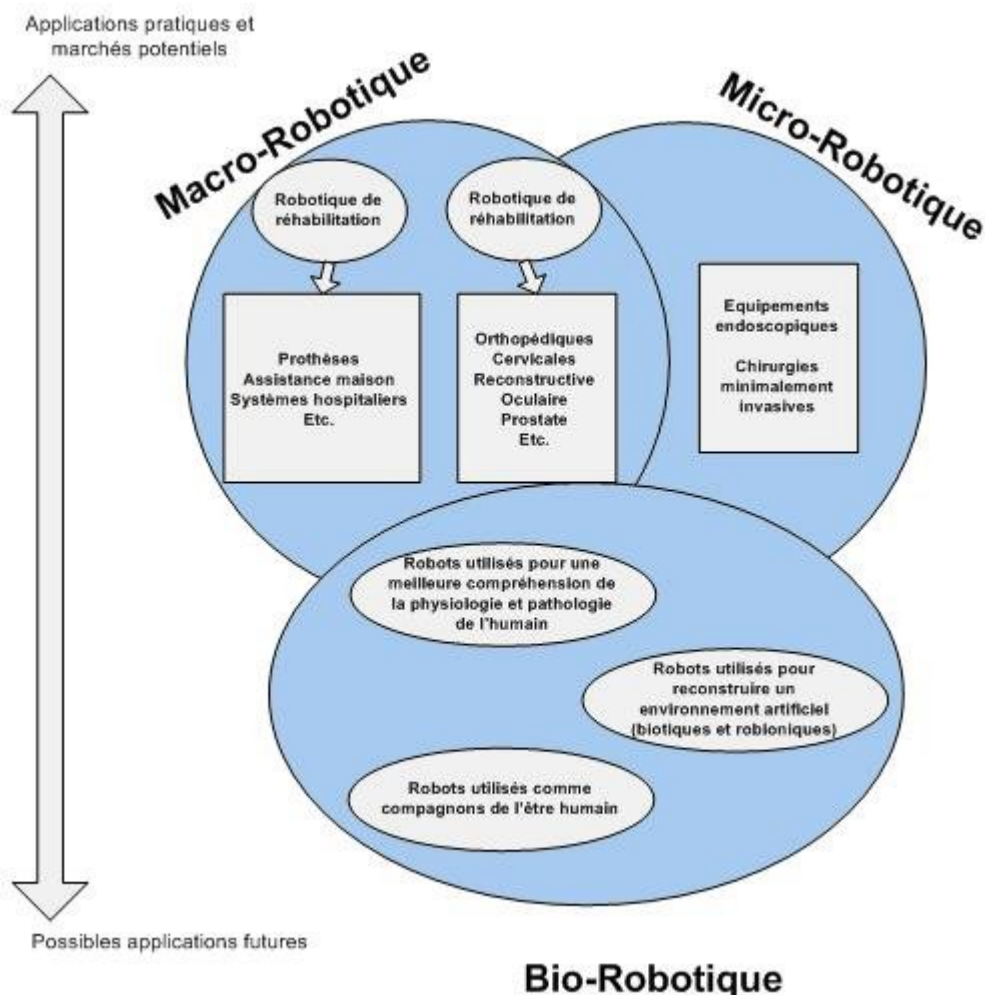 Applications pratiques et
marchés potentiels
Macro-Robotique
Micro-Robotique
Robotique de
réhabilitation
Robotique de
réhabilitation
Prothèses
Assistance maison
Systèmes hospitaliers
Etc.
Orthopédiques
Cervicales
Reconstructive
Oculaire
Prostate
Etc.
Equipements
endoscopiques
Chirurgies
minimalement
invasives
Robots utilisés pour une
meilleure compréhension de
la physiologie et pathologie
de l'humain
Robots utilisés pour
reconstruire un
environnement artificiel
(biotiques et robioniques)
Robots utilisés comme
compagnons de l'être humain
Possibles applications futures
Bio-Robotique